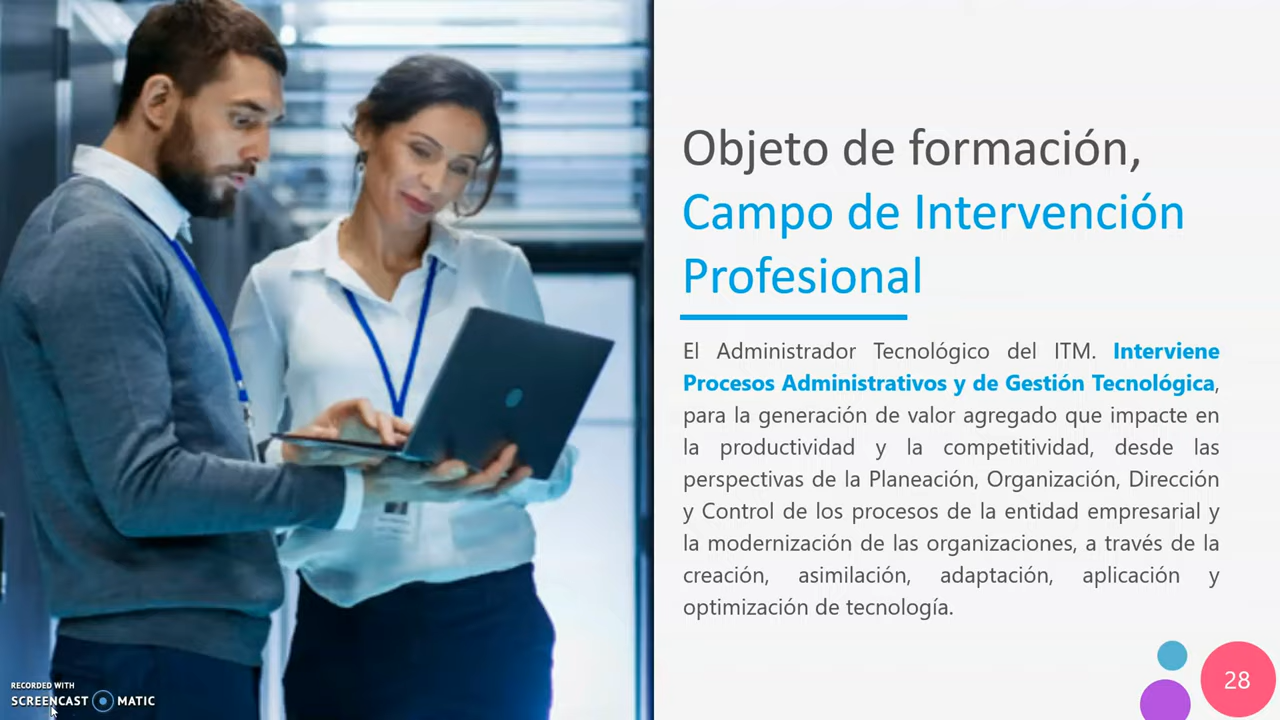 Objeto de formación,
Campo de Intervención
Profesional
El Administrador Tecnológico del ITM. Interviene
Procesos Administrativos y de Gestión Tecnológica,
para la generación de valor agregado que impacte en
la productividad y la competitividad, desde las
perspectivas de la Planeación, Organización, Dirección
y Control de los procesos de la entidad empresarial y
la modernización de las organizaciones, a través de la
creación, asimilación, adaptación, aplicación y
optimización de tecnología.
28
RECORDED WITH
SCREENCAST MATIC